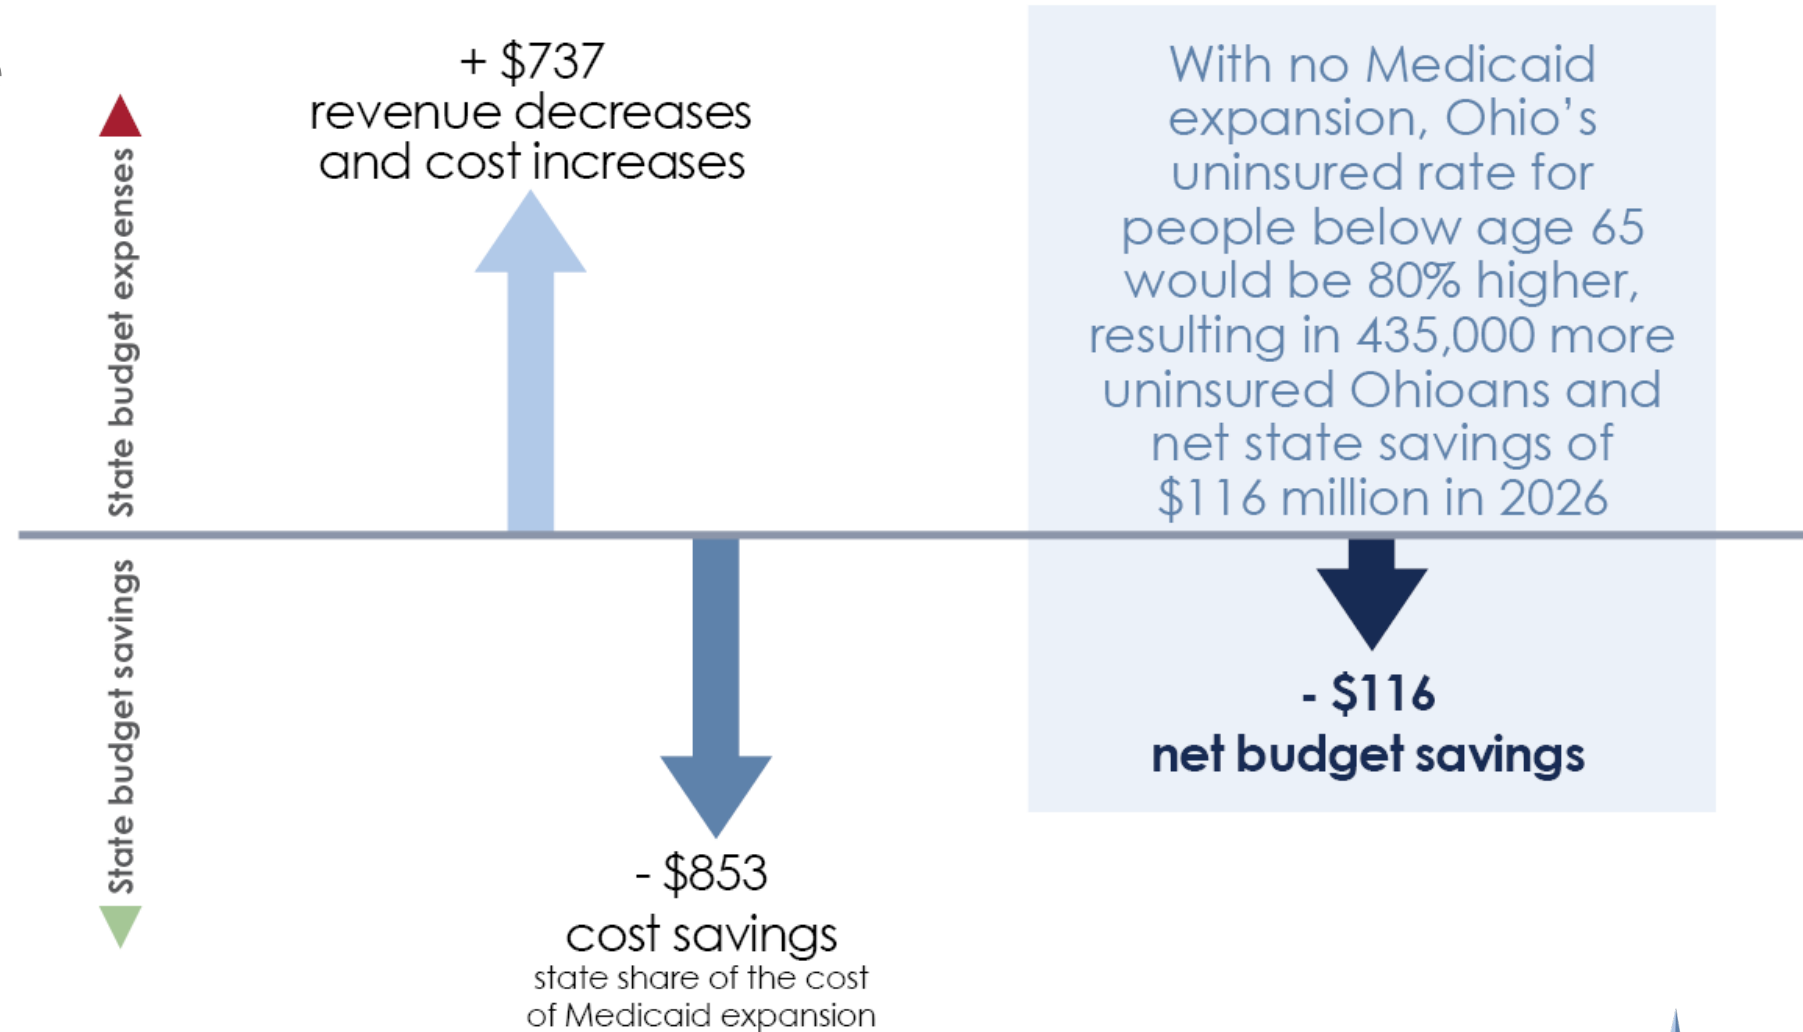 + $737
revenue decreases
and cost increases
State budget expenses
With no Medicaid
expansion, Ohio’s
uninsured rate for
people below age 65
would be 80% higher,
resulting in 435,000 more
uninsured Ohioans and
net state savings of
$116 million in 2026
State budget savings
- $853
cost savings
state share of the cost
of Medicaid expansion
- $116
net budget savings